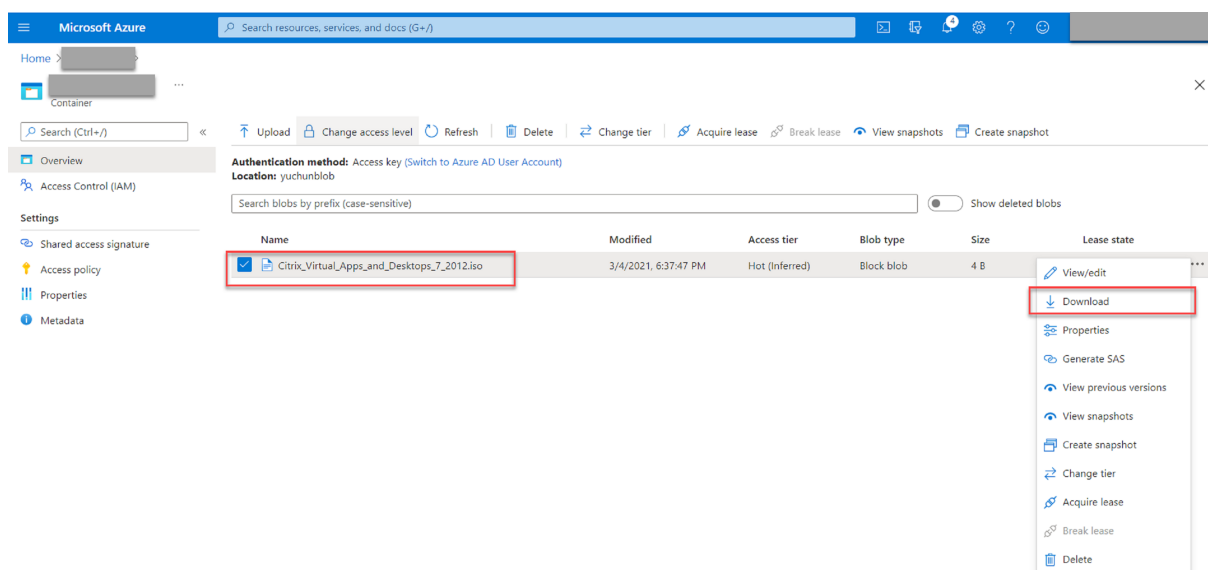 Microsoft Azure
Search resources, services, and docs (G+/)
4
Home >
...
Container
Search (Ctrl+/)
«
Upload
Change access level
Refresh
Delete
Change tier
Acquire lease
Break lease
View snapshots
Create snapshot
Overview
Authentication method: Access key (Switch to Azure AD User Account)
Location: yuchunblob
Access Control (IAM)
Search blobs by prefix (case-sensitive)
Show deleted blobs
Settings
Shared access signature
Access policy
Properties
Metadata
Name Modified Access tier Blob type Size Lease state
Citrix_Virtual_Apps_and_Desktops_7_2012.iso 3/4/2021, 6:37:47 PM Hot (Inferred) Block blob 4 B
...
View/edit
Download
Properties
Generate SAS
View previous versions
View snapshots
Create snapshot
Change tier
Acquire lease
Break lease
Delete